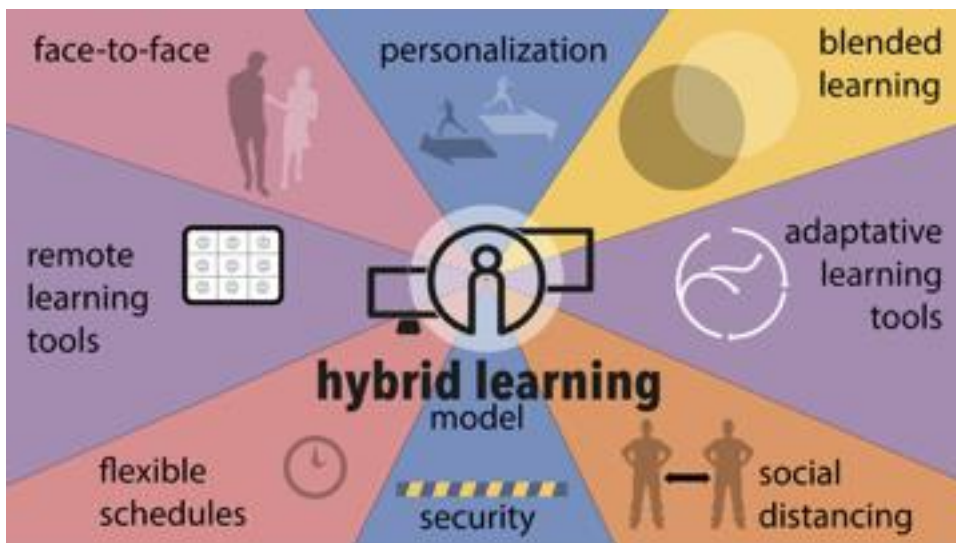 face-to-face
personalization
blended
learning
remote
learning
tools
adaptative
learning
tools
hybrid learning
model
flexible
schedules
security
social
distancing